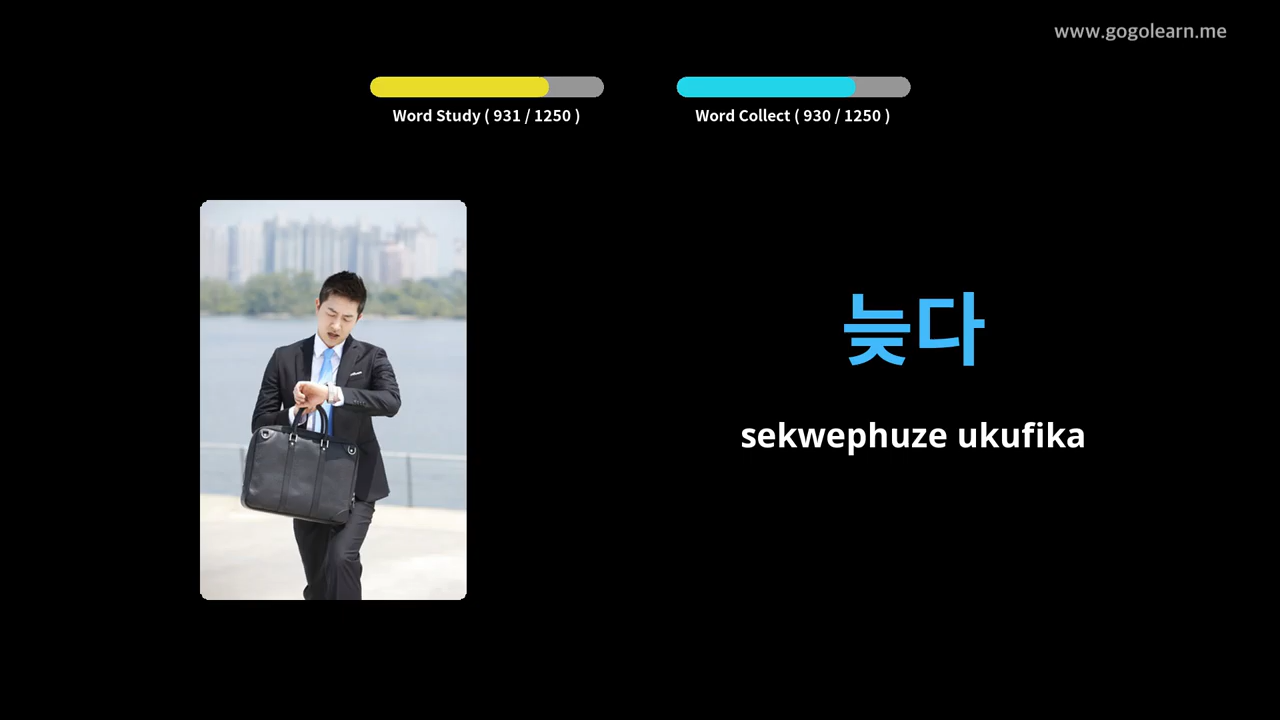 www.gogolearn.me
Word Study ( 931 / 1250 )
Word Collect ( 930 / 1250 )
늦다
sekwephuze ukufika